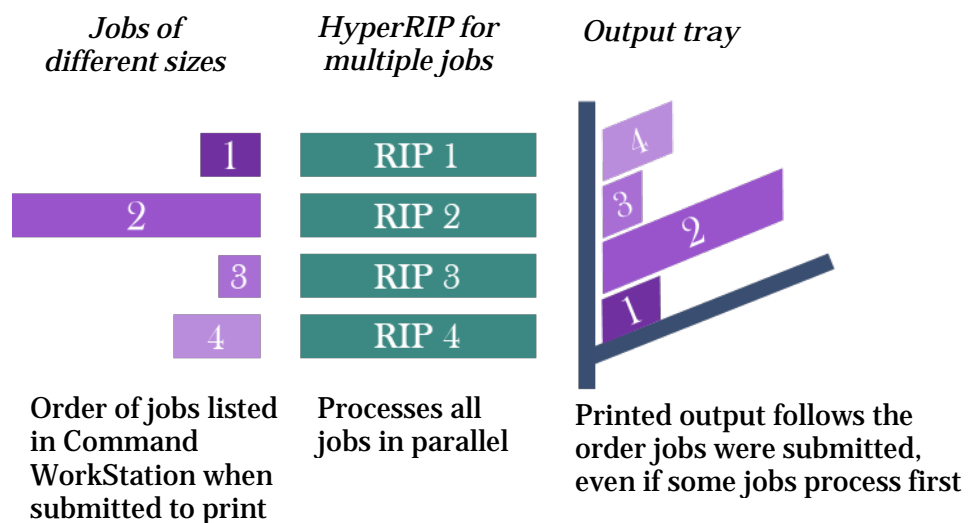 Jobs of
different sizes
HyperRIP for
multiple jobs
Output tray
1
2
3
4
RIP 1
RIP 2
RIP 3
RIP 4
4
3
2
1
Order of jobs listed
in Command
WorkStation when
submitted to print
Processes all
jobs in parallel
Printed output follows the
order jobs were submitted,
even if some jobs process first